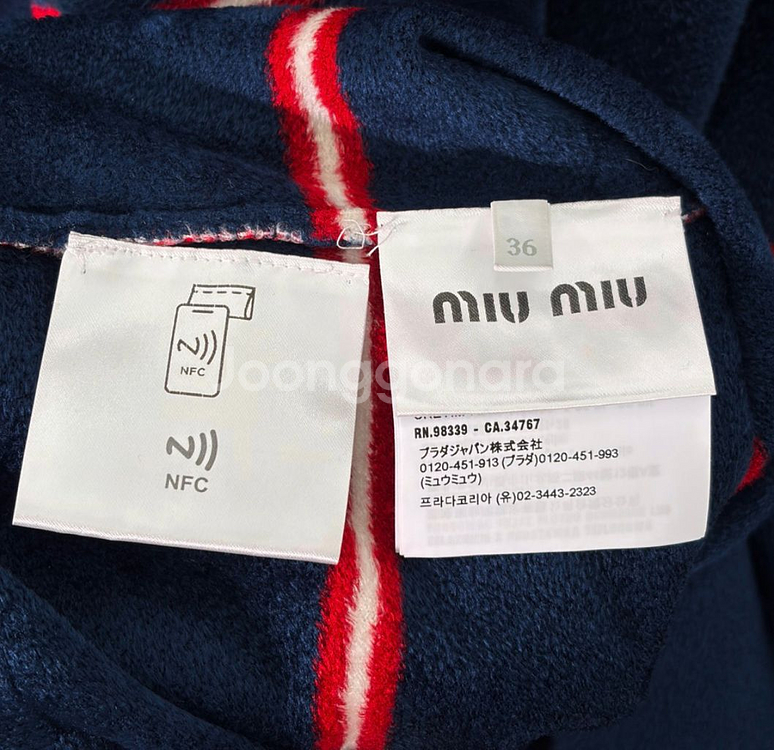 NFC
NFC
36
miu miu
Joonggonara
RN.98339 - CA.34767
プラダジャパン株式会社
0120-451-913 (プラダ)0120-451-993
(ミュウミュウ)
프라다코리아 (유)02-3443-2323